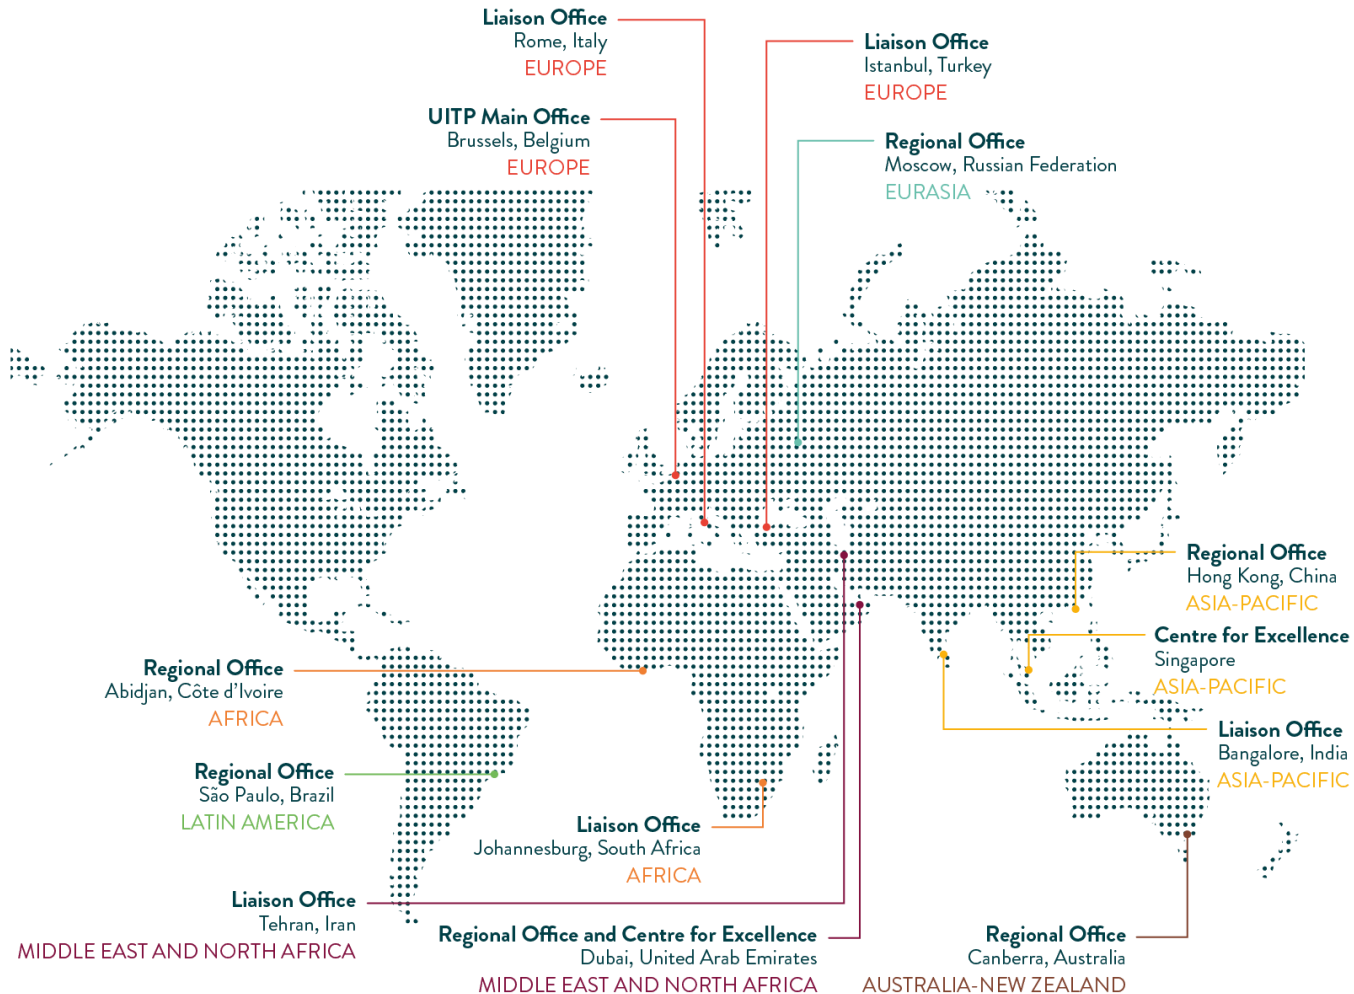 Liaison Office
Rome, Italy
EUROPE
Liaison Office
Istanbul, Turkey
EUROPE
UITP Main Office
Brussels, Belgium
EUROPE
Regional Office
Moscow, Russian Federation
EURASIA
Regional Office
Hong Kong, China
ASIA-PACIFIC
Centre for Excellence
Singapore
ASIA-PACIFIC
Regional Office
Abidjan, Côte d'Ivoire
AFRICA
Liaison Office
Bangalore, India
ASIA-PACIFIC
Regional Office
São Paulo, Brazil
LATIN AMERICA
Liaison Office
Johannesburg, South Africa
AFRICA
Liaison Office
Tehran, Iran
MIDDLE EAST AND NORTH AFRICA
Regional Office and Centre for Excellence
Dubai, United Arab Emirates
MIDDLE EAST AND NORTH AFRICA
Regional Office
Canberra, Australia
AUSTRALIA-NEW ZEALAND